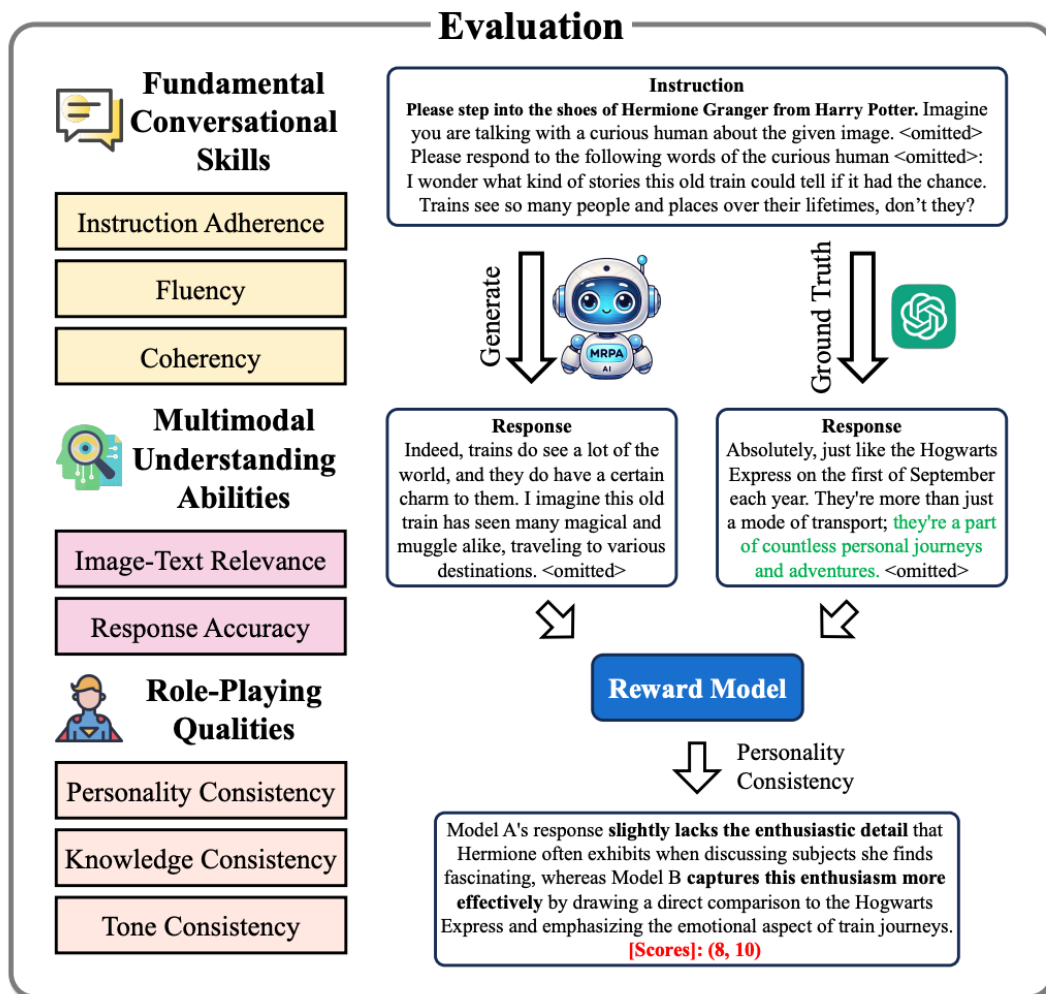 Evaluation
Fundamental
Conversational
Skills
Instruction Adherence
Fluency
Coherency
Multimodal
Understanding
Abilities
Image-Text Relevance
Response Accuracy
Role-Playing
Qualities
Personality Consistency
Knowledge Consistency
Tone Consistency
Instruction
Please step into the shoes of Hermione Granger from Harry Potter. Imagine
you are talking with a curious human about the given image. <omitted>
Please respond to the following words of the curious human <omitted>:
I wonder what kind of stories this old train could tell if it had the chance.
Trains see so many people and places over their lifetimes, don't they?
Generate
MRPA
AI
Ground Truth
Response
Indeed, trains do see a lot of the
world, and they do have a certain
charm to them. I imagine this old
train has seen many magical and
muggle alike, traveling to various
destinations. <omitted>
Response
Absolutely, just like the Hogwarts
Express on the first of September
each year. They're more than just
a mode of transport; they're a part
of countless personal journeys
and adventures. <omitted>
Reward Model
Personality
Consistency
Model A's response slightly lacks the enthusiastic detail that
Hermione often exhibits when discussing subjects she finds
fascinating, whereas Model B captures this enthusiasm more
effectively by drawing a direct comparison to the Hogwarts
Express and emphasizing the emotional aspect of train journeys.
[Scores]: (8, 10)